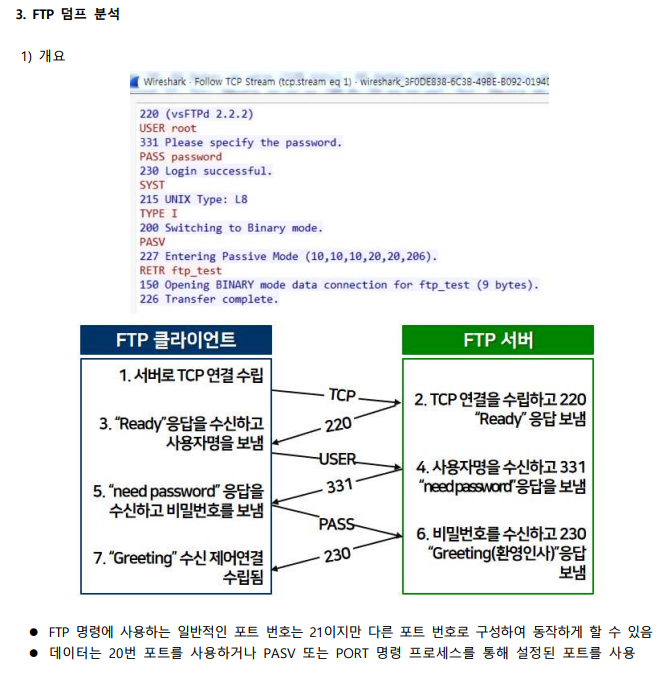 3. FTP 덤프 분석
1) 개요
Wireshark · Follow TCP Stream (tcp.stream eq 1) · wireshark_3F0DE838-6C3B-49BE-B092-0194D
220 (vsFTPd 2.2.2)
USER root
331 Please specify the password.
PASS password
230 Login successful.
SYST
215 UNIX Type: L8
TYPE I
200 Switching to Binary mode.
PASV
227 Entering Passive Mode (10,10,10,20,20,206).
RETR ftp_test
150 Opening BINARY mode data connection for ftp_test (9 bytes).
226 Transfer complete.
FTP 클라이언트
FTP 서버
1. 서버로 TCP 연결 수립
TCP
2. TCP 연결을 수립하고 220
“Ready” 응답 보냄
220
3. “Ready”응답을 수신하고
사용자명을 보냄
USER
4. 사용자명을 수신하고 331
“need password”응답을 보냄
331
5. “need password” 응답을
수신하고 비밀번호를 보냄
PASS
6. 비밀번호를 수신하고 230
“Greeting(환영인사)”응답
보냄
230
7. “Greeting” 수신 제어연결
수립됨
● FTP 명령에 사용하는 일반적인 포트 번호는 21이지만 다른 포트 번호로 구성하여 동작하게 할 수 있음
● 데이터는 20번 포트를 사용하거나 PASV 또는 PORT 명령 프로세스를 통해 설정된 포트를 사용